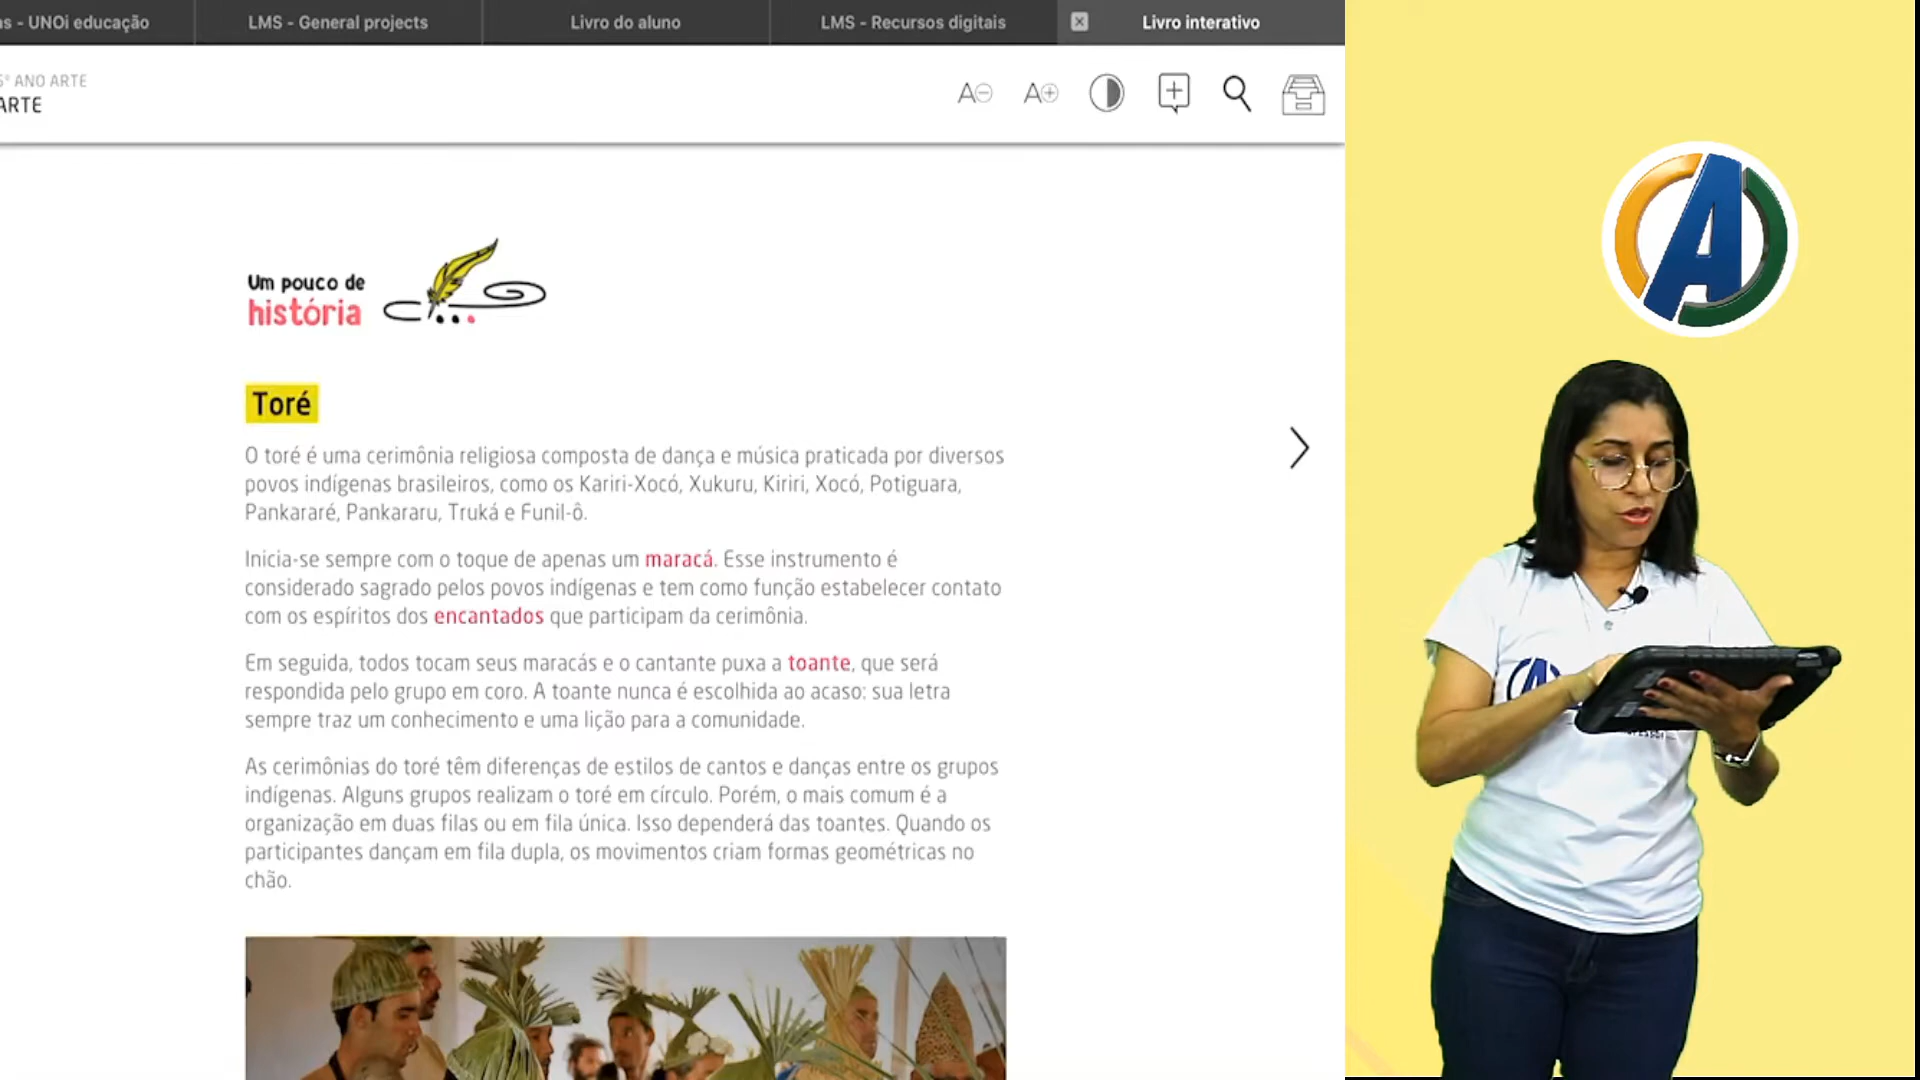 as - UNOi educação
LMS - General projects
Livro do aluno
LMS - Recursos digitais
Livro interativo
5º ANO ARTE
ARTE
A
A
Um pouco de
história
Toré
O toré é uma cerimônia religiosa composta de dança e música praticada por diversos
povos indígenas brasileiros, como os Kariri-Xocó, Xukuru, Kiriri, Xocó, Potiguara,
Pankararé, Pankararu, Truká e Funil-ô.
Inicia-se sempre com o toque de apenas um maracá. Esse instrumento é
considerado sagrado pelos povos indígenas e tem como função estabelecer contato
com os espíritos dos encantados que participam da cerimônia.
Em seguida, todos tocam seus maracás e o cantante puxa a toante, que será
respondida pelo grupo em coro. A toante nunca é escolhida ao acaso: sua letra
sempre traz um conhecimento e uma lição para a comunidade.
As cerimônias do toré têm diferenças de estilos de cantos e danças entre os grupos
indígenas. Alguns grupos realizam o toré em círculo. Porém, o mais comum é a
organização em duas filas ou em fila única. Isso dependerá das toantes. Quando os
participantes dançam em fila dupla, os movimentos criam formas geométricas no
chão.
A